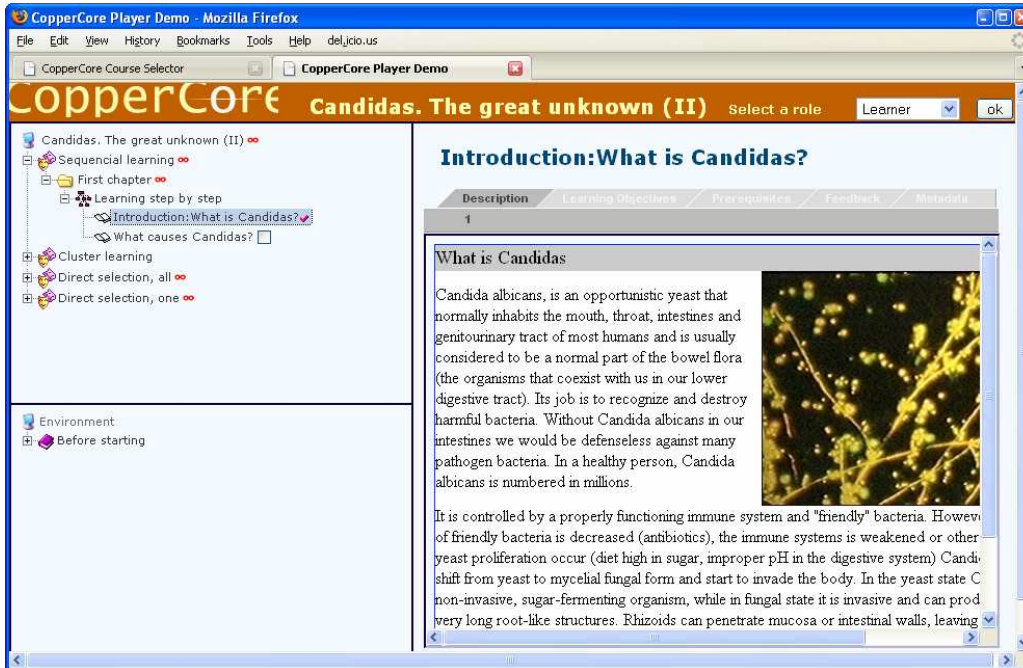 CopperCore Player Demo - Mozilla Firefox
File Edit View History Bookmarks Tools Help del.icio.us
CopperCore Course Selector CopperCore Player Demo
CopperCore Candidas. The great unknown (II) Select a role Learner ok
Candidas. The great unknown (II)
Sequencial learning
First chapter
Learning step by step
Introduction:What is Candidas?
What causes Candidas?
Cluster learning
Direct selection, all
Direct selection, one
Environment
Before starting
Introduction:What is Candidas?
Description Learning Objectives Prerequisites Feedback Metadata
1
What is Candidas
Candida albicans, is an opportunistic yeast that
normally inhabits the mouth, throat, intestines and
genitourinary tract of most humans and is usually
considered to be a normal part of the bowel flora
(the organisms that coexist with us in our lower
digestive tract). Its job is to recognize and destroy
harmful bacteria. Without Candida albicans in our
intestines we would be defenseless against many
pathogen bacteria. In a healthy person, Candida
albicans is numbered in millions.
It is controlled by a properly functioning immune system and "friendly" bacteria. Howev
of friendly bacteria is decreased (antibiotics), the immune systems is weakened or other
yeast proliferation occur (diet high in sugar, improper pH in the digestive system) Candi
shift from yeast to mycelial fungal form and start to invade the body. In the yeast state C
non-invasive, sugar-fermenting organism, while in fungal state it is invasive and can prod
very long root-like structures. Rhizoids can penetrate mucosa or intestinal walls, leaving